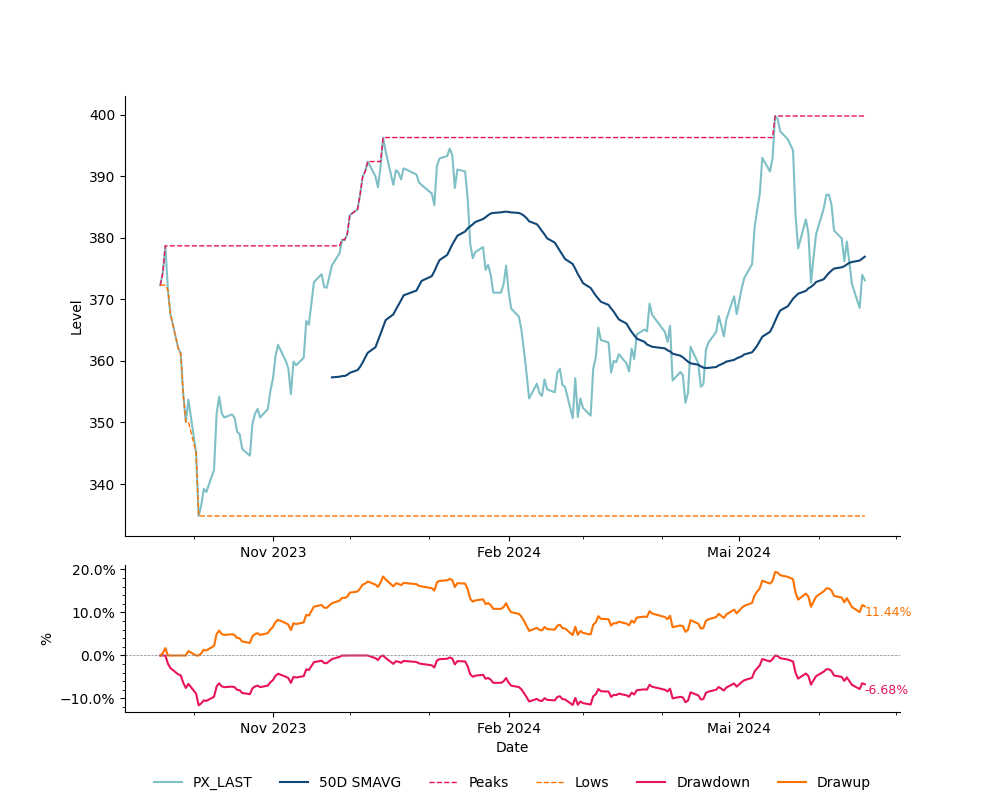 400
390
380
370
360
350
340
Level
Nov 2023 Feb 2024 Mai 2024
20.0%
10.0%
0.0%
−10.0%
%
11.44%
-6.68%
Nov 2023 Feb 2024 Mai 2024
Date
PX_LAST 50D SMAVG Peaks Lows Drawdown Drawup